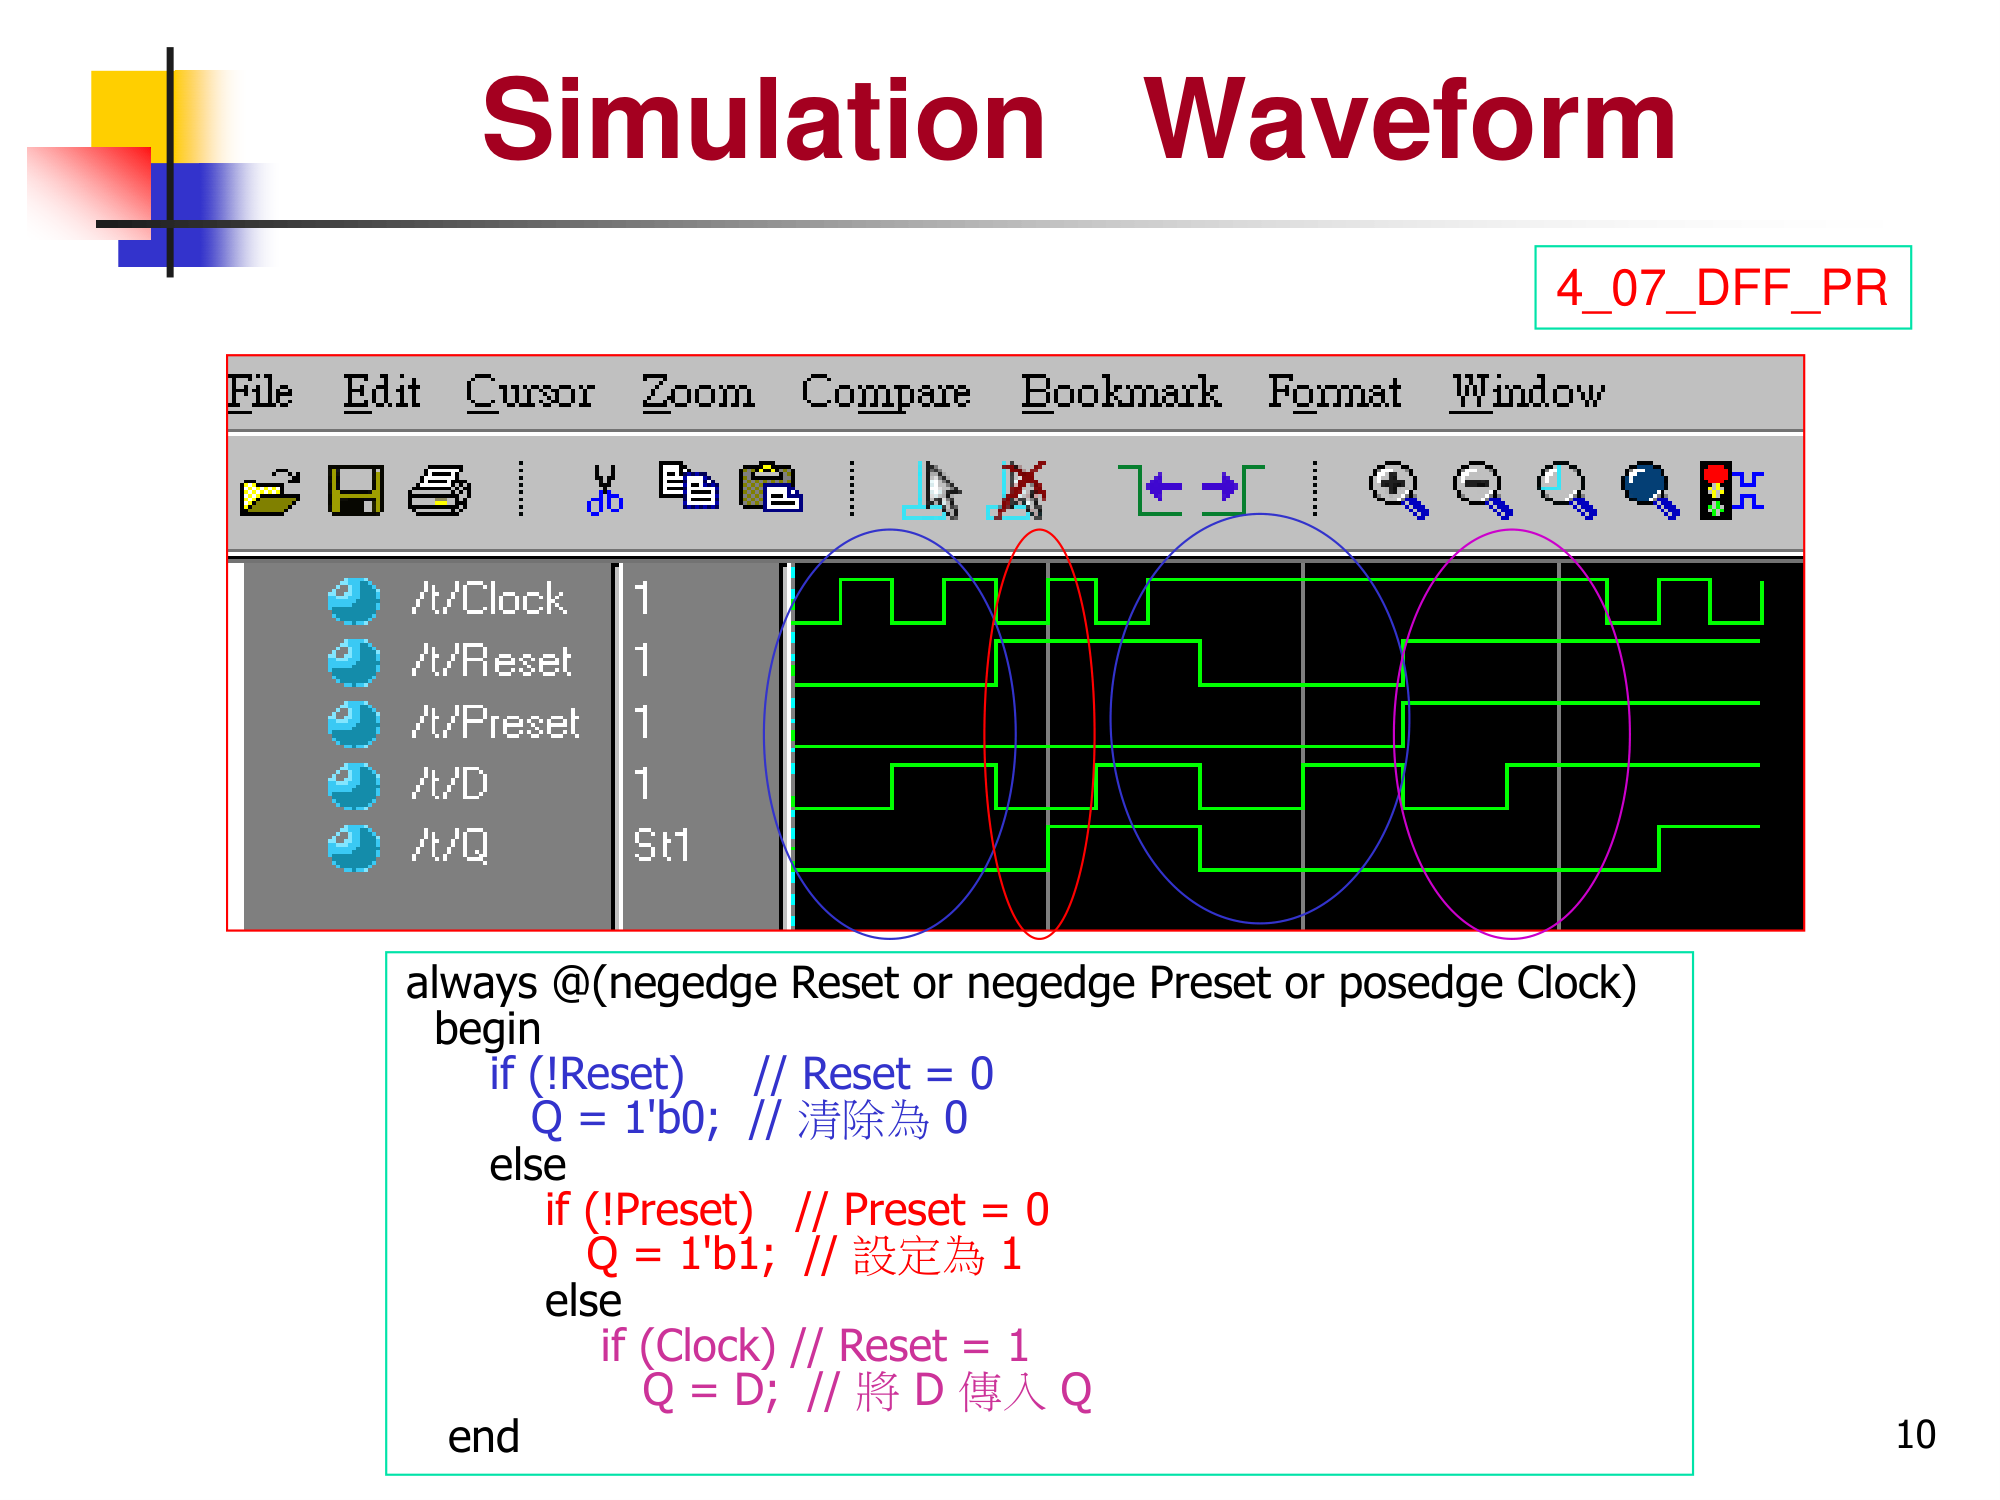 Simulation Waveform
4_07_DFF_PR
File Edit Cursor Zoom Compare Bookmark Format Window
/t/Clock 1
/t/Reset 1
/t/Preset 1
/t/D 1
/t/Q St1
always @(negedge Reset or negedge Preset or posedge Clock)
begin
if (!Reset) // Reset = 0
Q = 1'b0; // 清除為 0
else
if (!Preset) // Preset = 0
Q = 1'b1; // 設定為 1
else
if (Clock) // Reset = 1
Q = D; // 將 D 傳入 Q
end
10